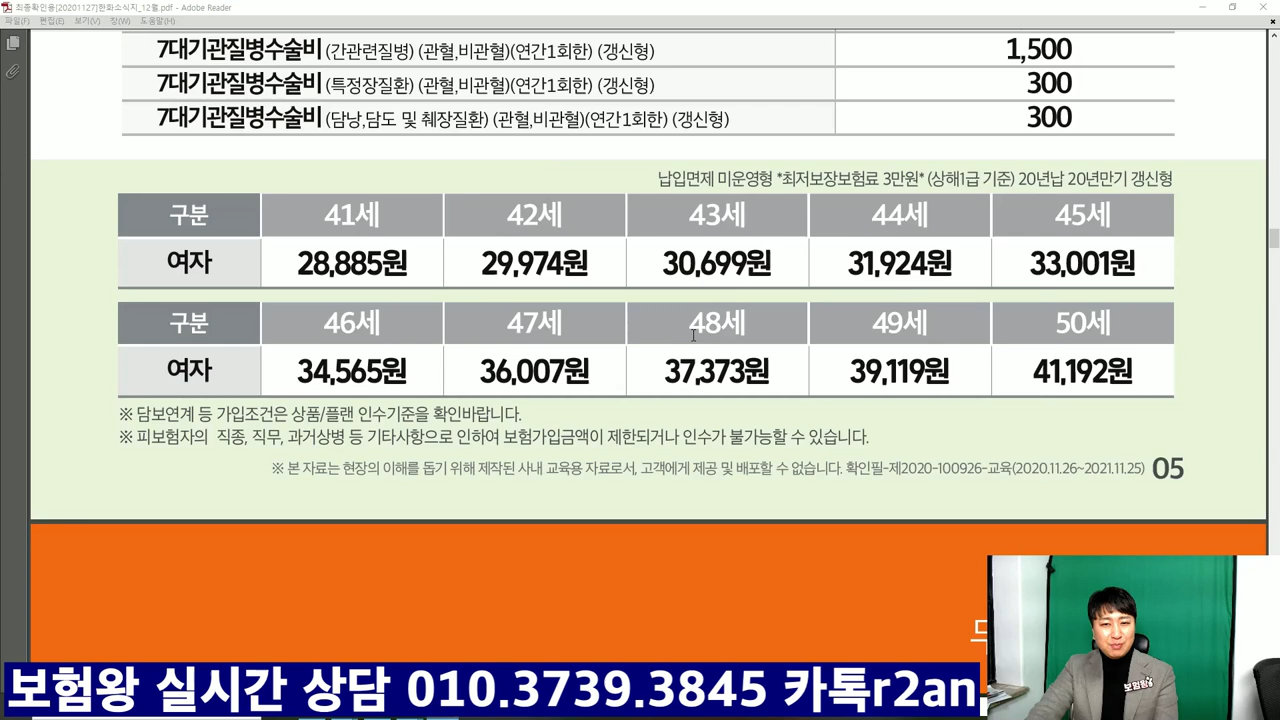 최종확인용[20201127]한화소식지_12월.pdf - Adobe Reader
파일(F) 편집(E) 보기(V) 창(W) 도움말(H)
7대기관질병수술비 (간관련질병) (관혈,비관혈)(연간1회한) (갱신형) 1,500
7대기관질병수술비 (특정장질환) (관혈,비관혈)(연간1회한) (갱신형) 300
7대기관질병수술비 (담낭,담도 및 췌장질환) (관혈,비관혈)(연간1회한) (갱신형) 300
납입면제 미운영형 *최저보장보험료 3만원* (상해1급 기준) 20년납 20년만기 갱신형
구분 41세 42세 43세 44세 45세
여자 28,885원 29,974원 30,699원 31,924원 33,001원
구분 46세 47세 48세 49세 50세
여자 34,565원 36,007원 37,373원 39,119원 41,192원
※ 담보연계 등 가입조건은 상품/플랜 인수기준을 확인바랍니다.
※ 피보험자의 직종, 직무, 과거상병 등 기타사항으로 인하여 보험가입금액이 제한되거나 인수가 불가능할 수 있습니다.
※ 본 자료는 현장의 이해를 돕기 위해 제작된 사내 교육용 자료로서, 고객에게 제공 및 배포할 수 없습니다. 확인필-제2020-100926-교육(2020.11.26~2021.11.25) 05
보험왕
보험왕 실시간 상담 010.3739.3845 카톡r2an